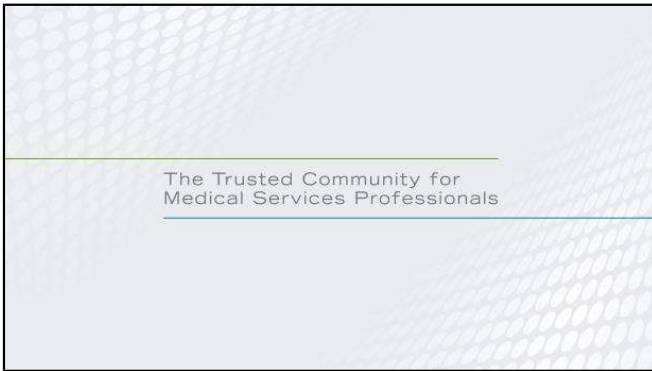 The Trusted Community for
Medical Services Professionals